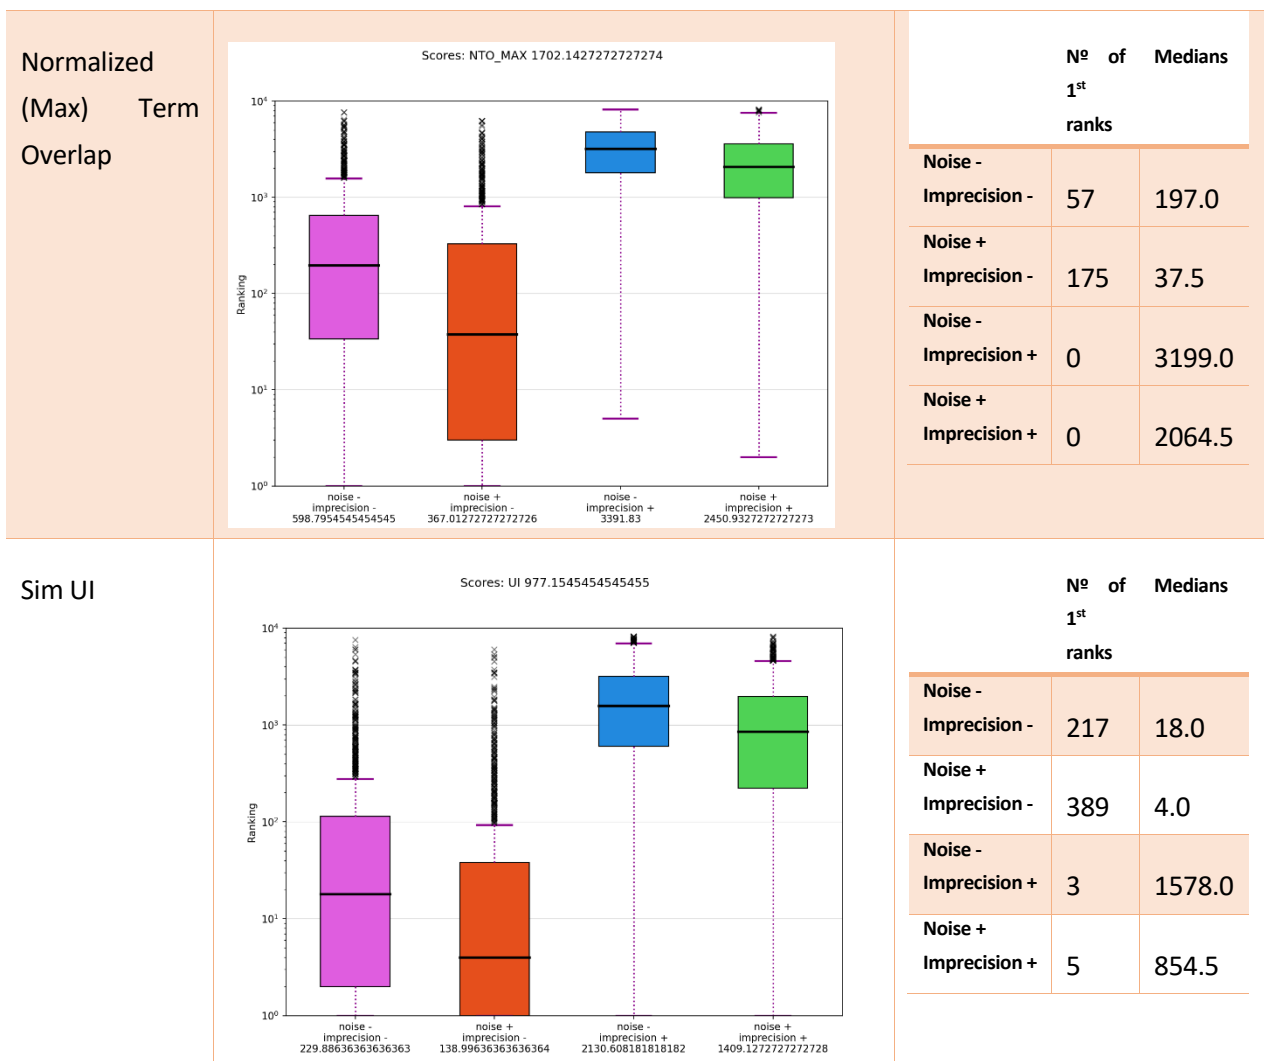 Normalized
(Max) Term
Overlap
Scores: NTO_MAX 1702.1427272727274
Ranking
10⁴
10³
10²
10¹
10⁰
noise -
imprecision -
598.7954545454545
noise +
imprecision -
367.01272727272726
noise -
imprecision +
3391.83
noise +
imprecision +
2450.9327272727273
Nº of
1st
ranks
Medians
Noise -
Imprecision - 57 197.0
Noise +
Imprecision - 175 37.5
Noise -
Imprecision + 0 3199.0
Noise +
Imprecision + 0 2064.5
Sim UI
Scores: UI 977.1545454545455
Ranking
10⁴
10³
10²
10¹
10⁰
noise -
imprecision -
229.88636363636363
noise +
imprecision -
138.99636363636364
noise -
imprecision +
2130.608181818182
noise +
imprecision +
1409.1272727272728
Nº of
1st
ranks
Medians
Noise -
Imprecision - 217 18.0
Noise +
Imprecision - 389 4.0
Noise -
Imprecision + 3 1578.0
Noise +
Imprecision + 5 854.5